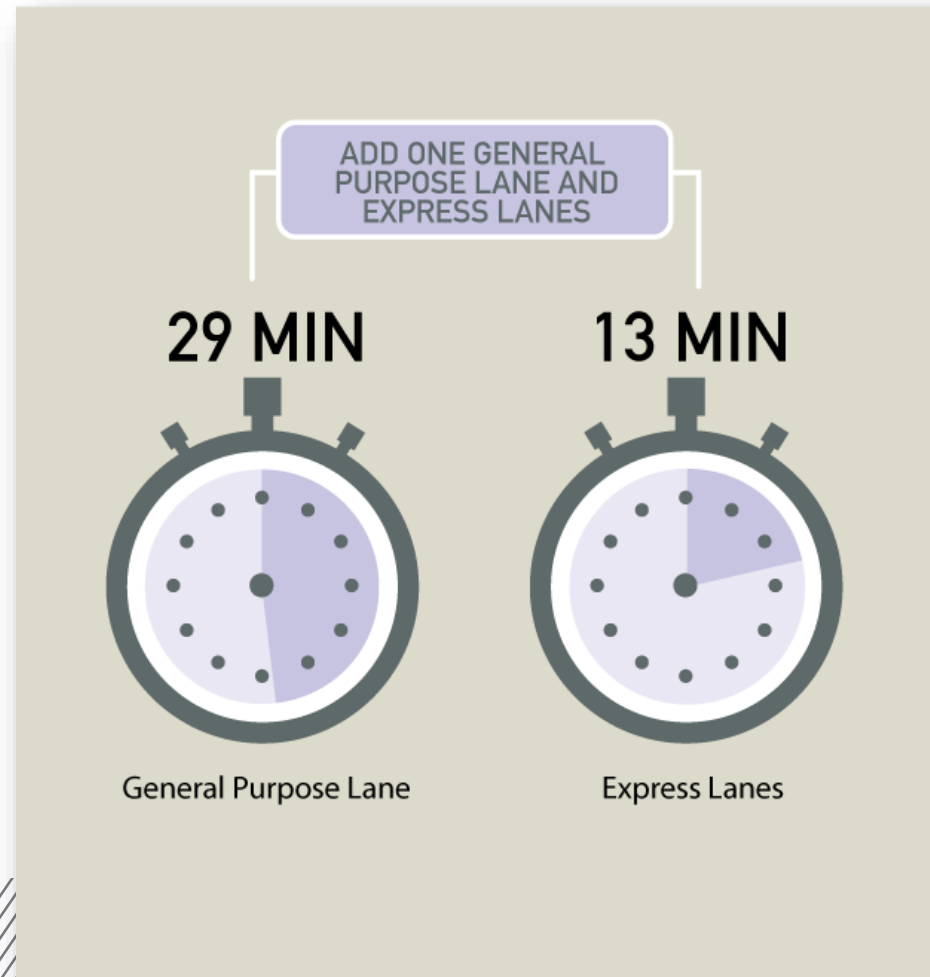 ADD ONE GENERAL
PURPOSE LANE AND
EXPRESS LANES
29 MIN
13 MIN
General Purpose Lane
Express Lanes